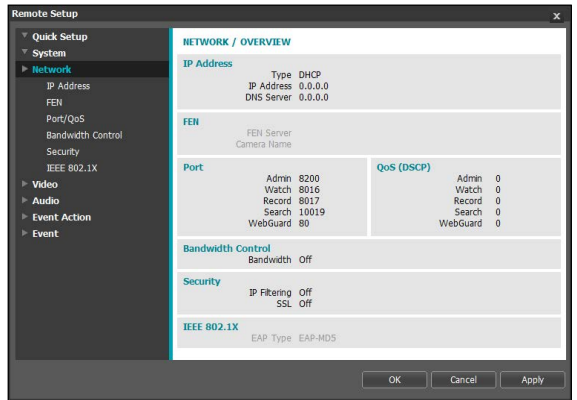 Remote Setup
x
Quick Setup
System
Network
IP Address
FEN
Port/QoS
Bandwidth Control
Security
IEEE 802.1X
Video
Audio
Event Action
Event
NETWORK / OVERVIEW
IP Address
Type DHCP
IP Address 0.0.0.0
DNS Server 0.0.0.0
FEN
FEN Server
Camera Name
Port
Admin 8200
Watch 8016
Record 8017
Search 10019
WebGuard 80
QoS (DSCP)
Admin 0
Watch 0
Record 0
Search 0
WebGuard 0
Bandwidth Control
Bandwidth Off
Security
IP Filtering Off
SSL Off
IEEE 802.1X
EAP Type EAP-MD5
OK Cancel Apply